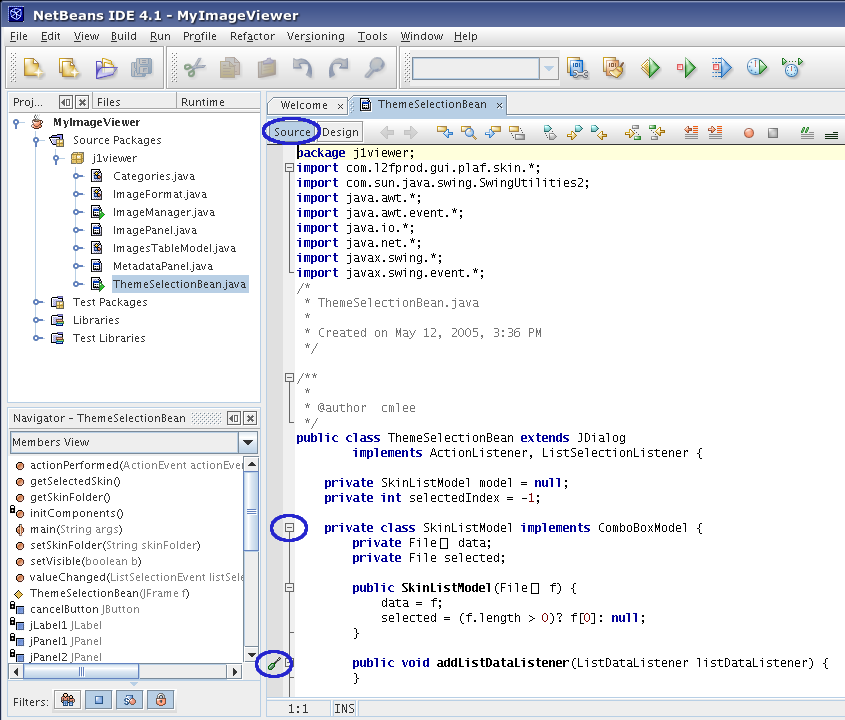 NetBeans IDE 4.1 - MyImageViewer
File Edit View Build Run Profile Refactor Versioning Tools Window Help
Proj... Files Runtime
MyImageViewer
Source Packages
j1viewer
Categories.java
ImageFormat.java
ImageManager.java
ImagePanel.java
ImagesTableModel.java
MetadataPanel.java
ThemeSelectionBean.java
Test Packages
Libraries
Test Libraries
Navigator - ThemeSelectionBean
Members View
actionPerformed(ActionEvent actionEve
getSelectedSkin()
getSkinFolder()
initComponents()
main(String args)
setSkinFolder(String skinFolder)
setVisible(boolean b)
valueChanged(ListSelectionEvent listSele
ThemeSelectionBean(JFrame f)
cancelButton JButton
jLabel1 JLabel
jPanel1 JPanel
jPanel2 JPanel
Filters:
Welcome x ThemeSelectionBean x
Source Design
package j1viewer;
import com.l2fprod.gui.plaf.skin.*;
import com.sun.java.swing.SwingUtilities2;
import java.awt.*;
import java.awt.event.*;
import java.io.*;
import java.net.*;
import javax.swing.*;
import javax.swing.event.*;
/*
* ThemeSelectionBean.java
*
* Created on May 12, 2005, 3:36 PM
*/
/**
*
* @author cmlee
*/
public class ThemeSelectionBean extends JDialog
implements ActionListener, ListSelectionListener {
private SkinListModel model = null;
private int selectedIndex = -1;
private class SkinListModel implements ComboBoxModel {
private File[] data;
private File selected;
public SkinListModel(File[] f) {
data = f;
selected = (f.length > 0)? f[0]: null;
}
public void addListDataListener(ListDataListener listDataListener) {
}
1:1 INS